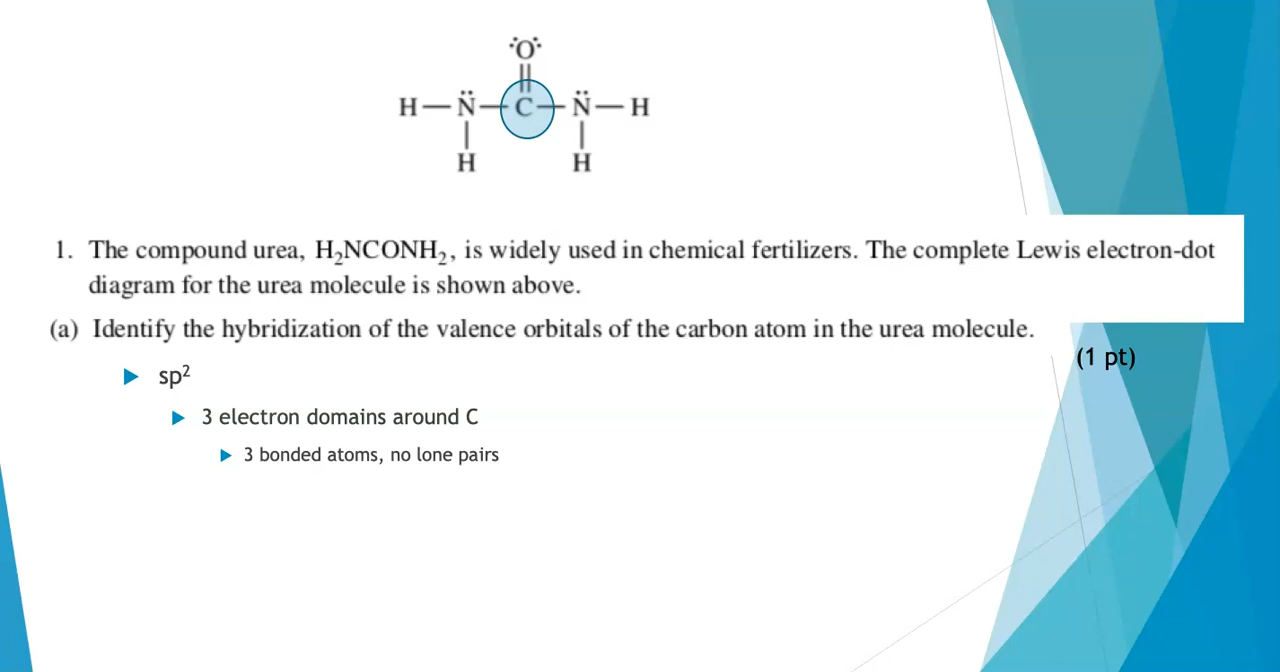 :O:
||
H—N̈—C—N̈—H
| |
H H
1. The compound urea, H₂NCONH₂, is widely used in chemical fertilizers. The complete Lewis electron-dot
diagram for the urea molecule is shown above.
(a) Identify the hybridization of the valence orbitals of the carbon atom in the urea molecule.
(1 pt)
sp²
3 electron domains around C
3 bonded atoms, no lone pairs